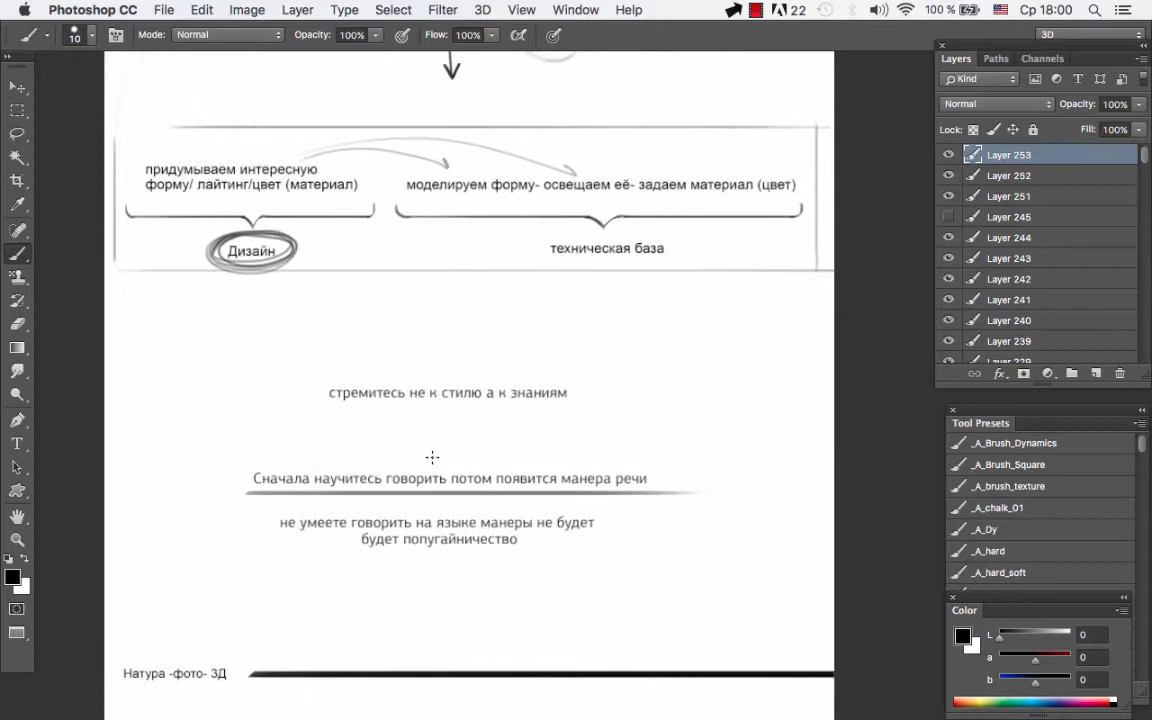 Photoshop CC File Edit Image Layer Type Select Filter 3D View Window Help 22 100 % Ср 18:00
10 Mode: Normal Opacity: 100% Flow: 100% 3D
Layers Paths Channels
Kind
Normal Opacity: 100%
Lock: Fill: 100%
Layer 253
Layer 252
Layer 251
Layer 245
Layer 244
Layer 243
Layer 242
Layer 241
Layer 240
Layer 239
Layer 229
придумываем интересную
форму/ лайтинг/цвет (материал)
моделируем форму- освещаем её- задаем материал (цвет)
Дизайн
техническая база
стремитесь не к стилю а к знаниям
Сначала научитесь говорить потом появится манера речи
не умеете говорить на языке манеры не будет
будет попугайничество
Натура -фото- 3Д
Tool Presets
_A_Brush_Dynamics
_A_Brush_Square
_A_brush_texture
_A_chalk_01
_A_Dy
_A_hard
_A_hard_soft
Color
L 0
a 0
b 0